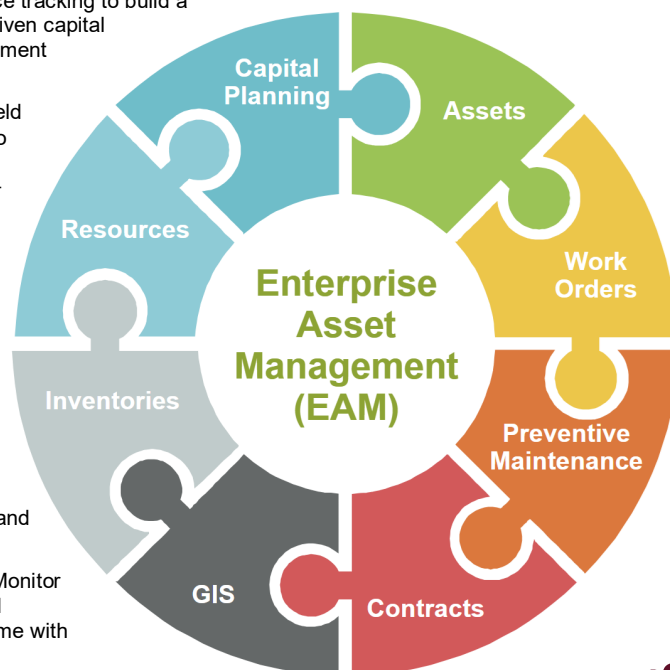 ce tracking to build a
iven capital
ment
eld
o
and
Monitor
me with
Capital
Planning
Assets
Resources
Work
Orders
Enterprise
Asset
Management
(EAM)
Inventories
Preventive
Maintenance
GIS
Contracts